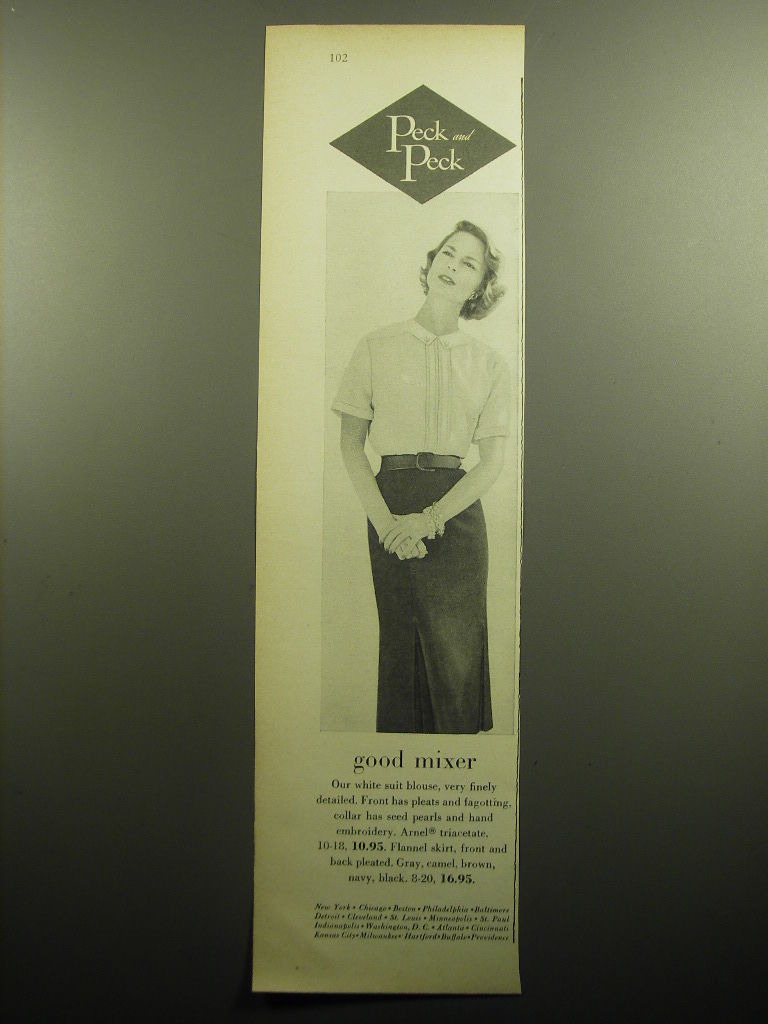 102
Peck and
Peck
good mixer
Our white suit blouse, very finely
detailed. Front has pleats and fagotting,
collar has seed pearls and hand
embroidery. Arnel® triacetate.
10-18, 10.95. Flannel skirt, front and
back pleated. Gray, camel, brown,
navy, black. 8-20, 16.95.
New York • Chicago • Boston • Philadelphia • Baltimore
Detroit • Cleveland • St. Louis • Minneapolis • St. Paul
Indianapolis • Washington, D. C. • Atlanta • Cincinnati
Kansas City • Milwaukee • Hartford • Buffalo • Providence